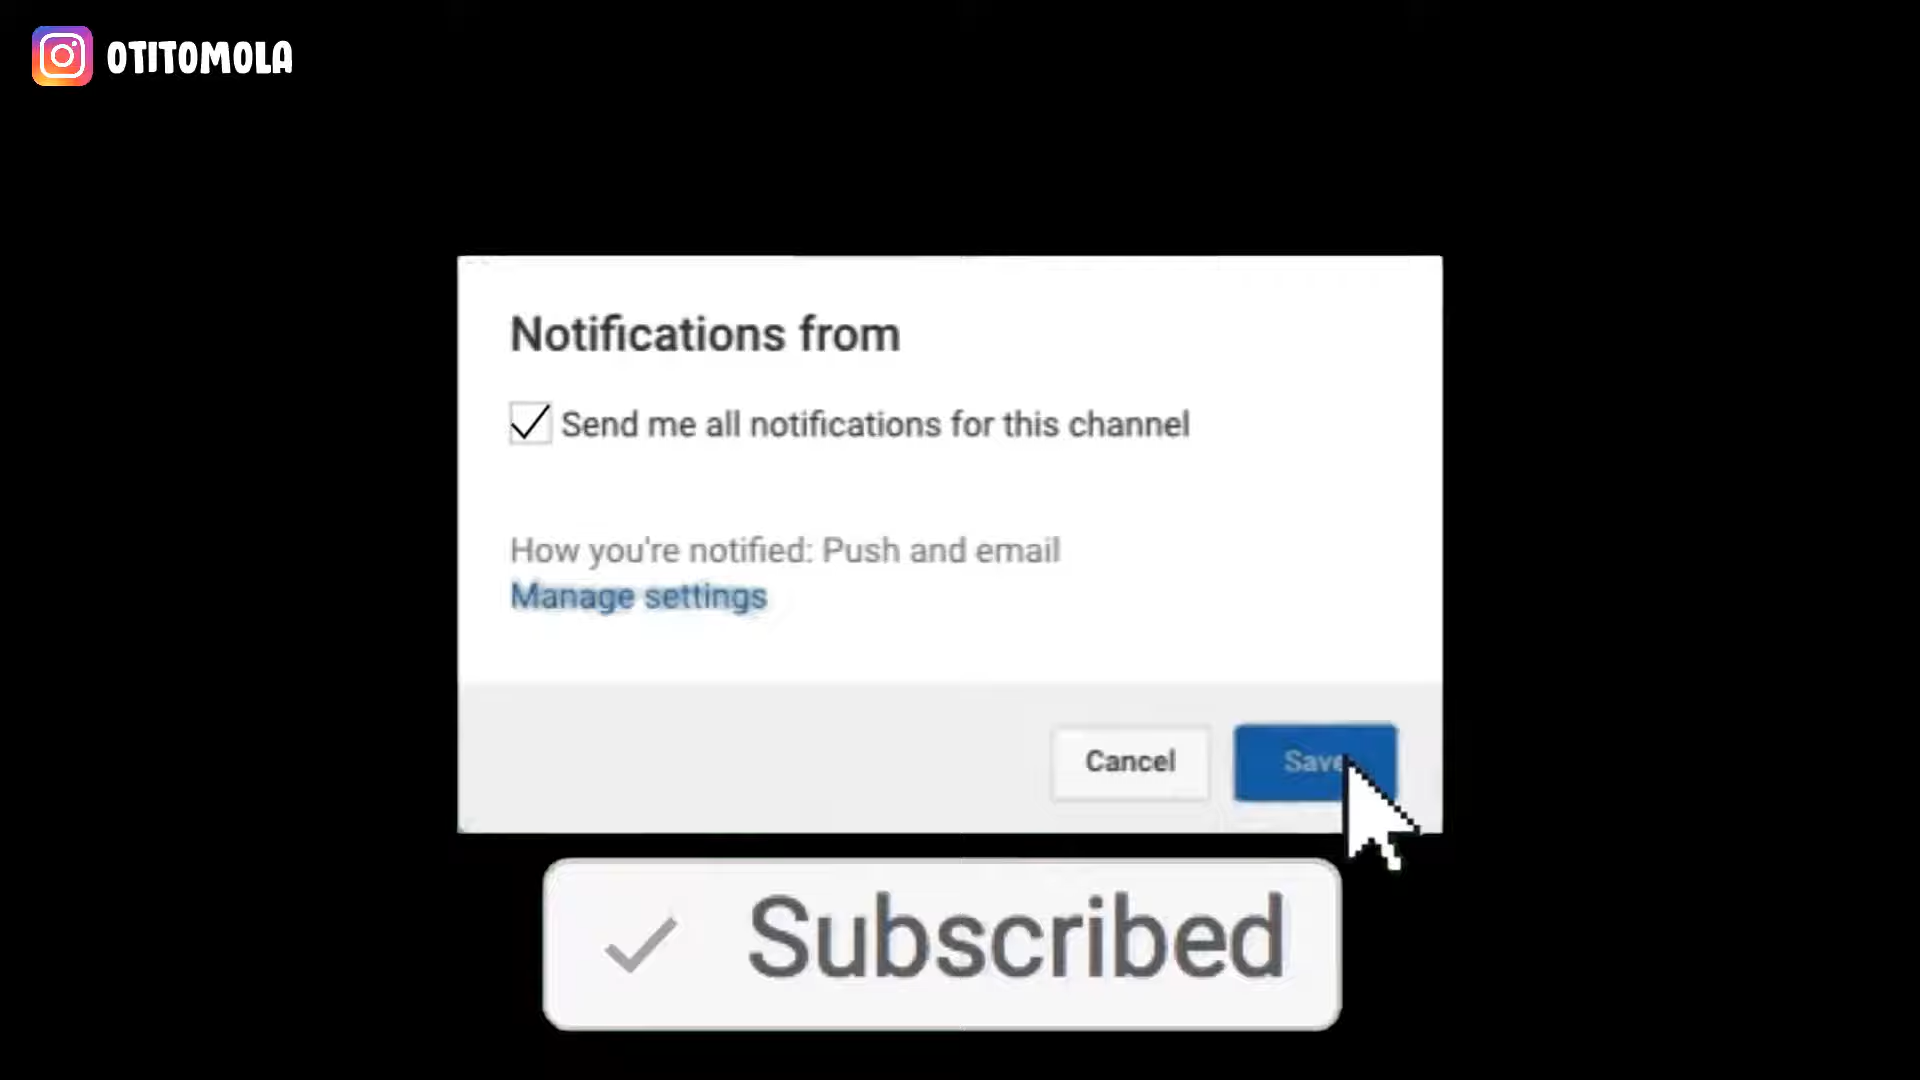 OTITOMOLA
Notifications from
Send me all notifications for this channel
How you're notified: Push and email
Manage settings
Cancel
Save
Subscribed